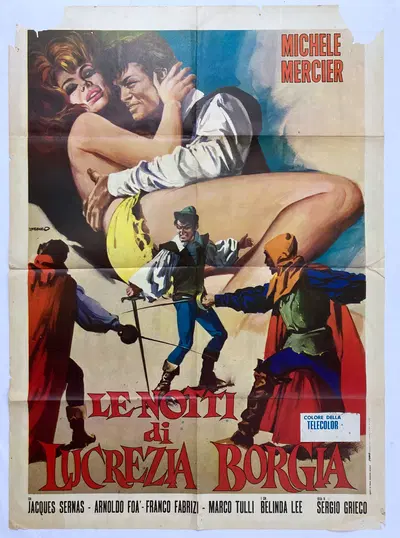 MICHELE
MERCIER
LE NOTTI
di
LUCREZIA BORGIA
COLORE DELLA
TELECOLOR
JACQUES SERNAS - ARNOLDO FOA' - FRANCO FABRIZI - MARCO TULLI - BELINDA LEE
SERGIO GRIECO